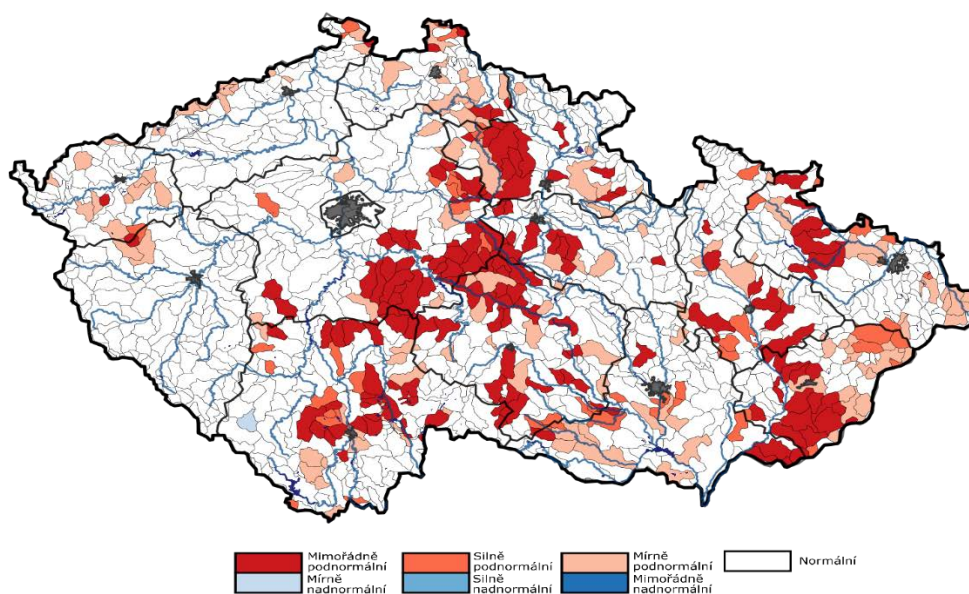 Mimořádně
podnormální
Silně
podnormální
Mírně
podnormální
Normální
Mírně
nadnormální
Silně
nadnormální
Mimořádně
nadnormální